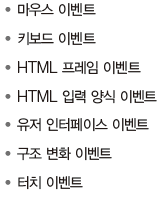 • 마우스 이벤트
• 키보드 이벤트
• HTML 프레임 이벤트
• HTML 입력 양식 이벤트
• 유저 인터페이스 이벤트
• 구조 변화 이벤트
• 터치 이벤트